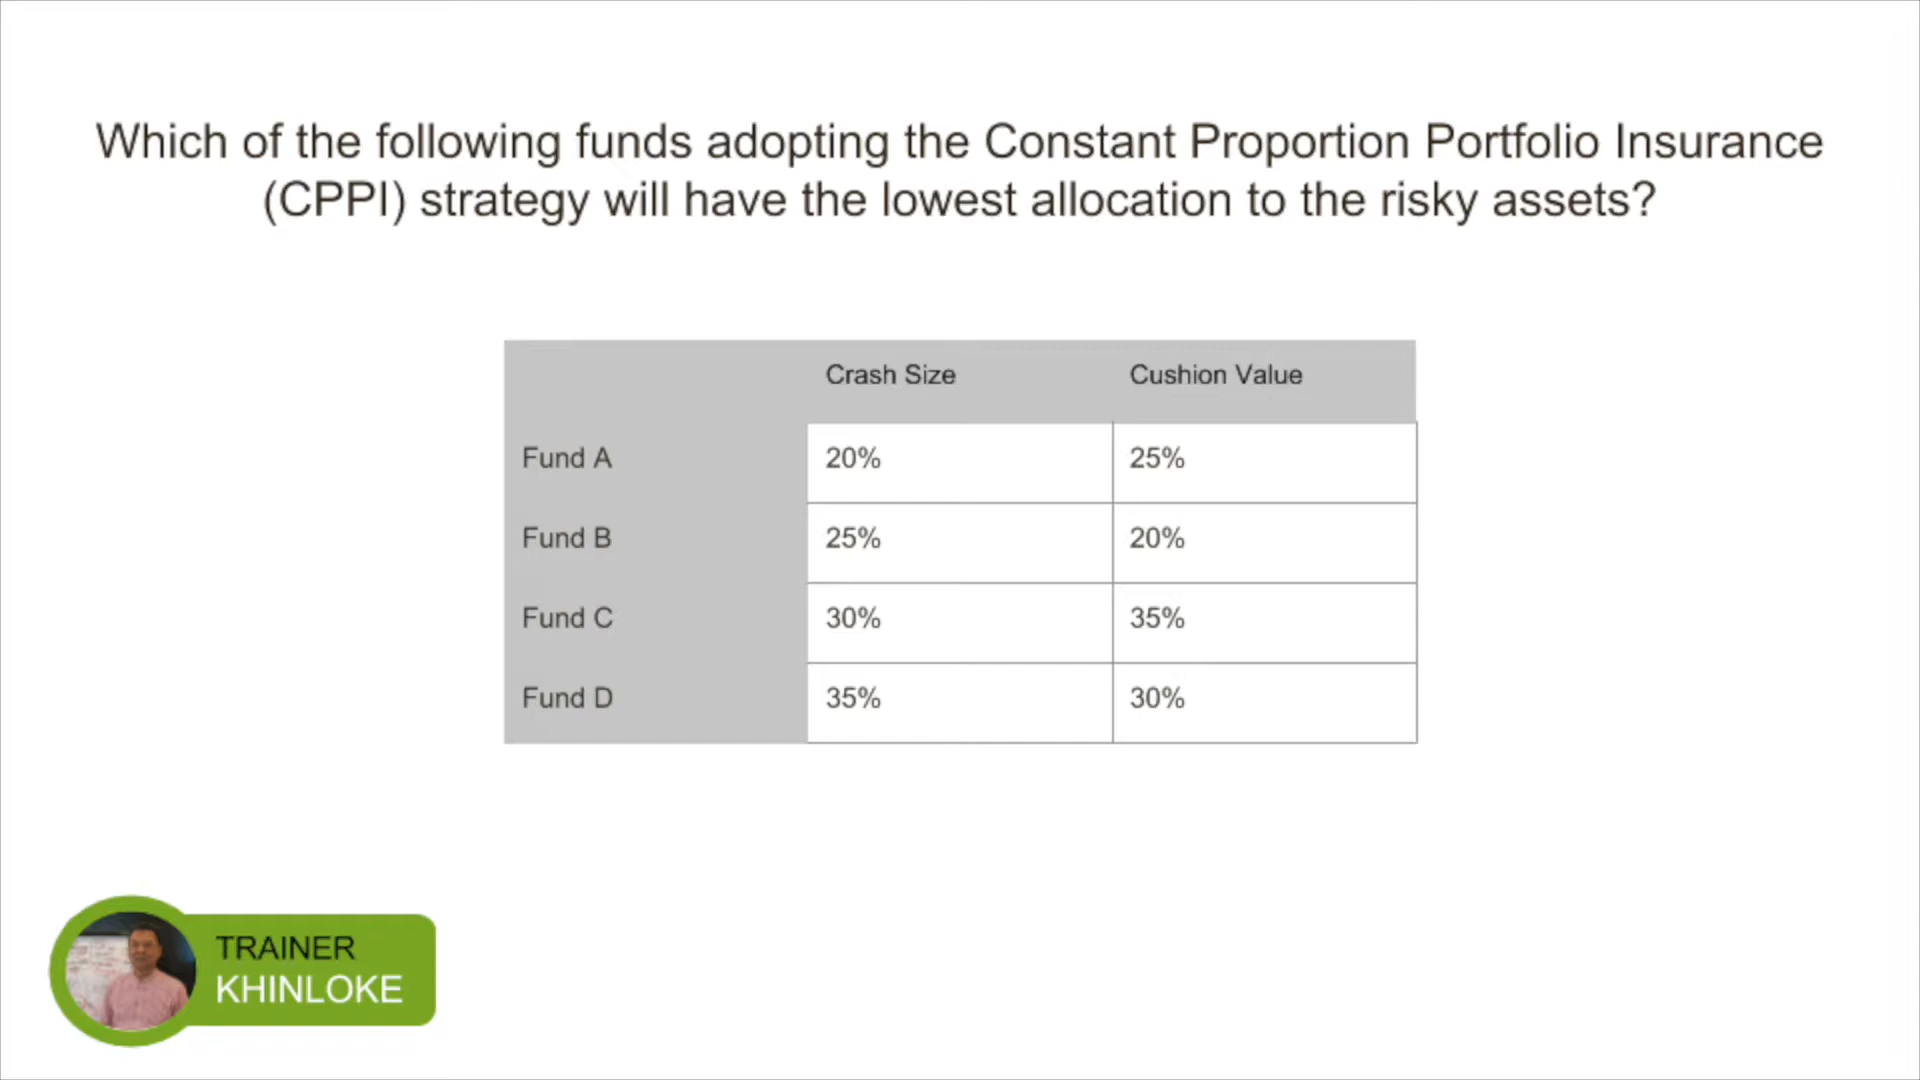 Which of the following funds adopting the Constant Proportion Portfolio Insurance
(CPPI) strategy will have the lowest allocation to the risky assets?
Crash Size Cushion Value
Fund A 20% 25%
Fund B 25% 20%
Fund C 30% 35%
Fund D 35% 30%
TRAINER
KHINLOKE